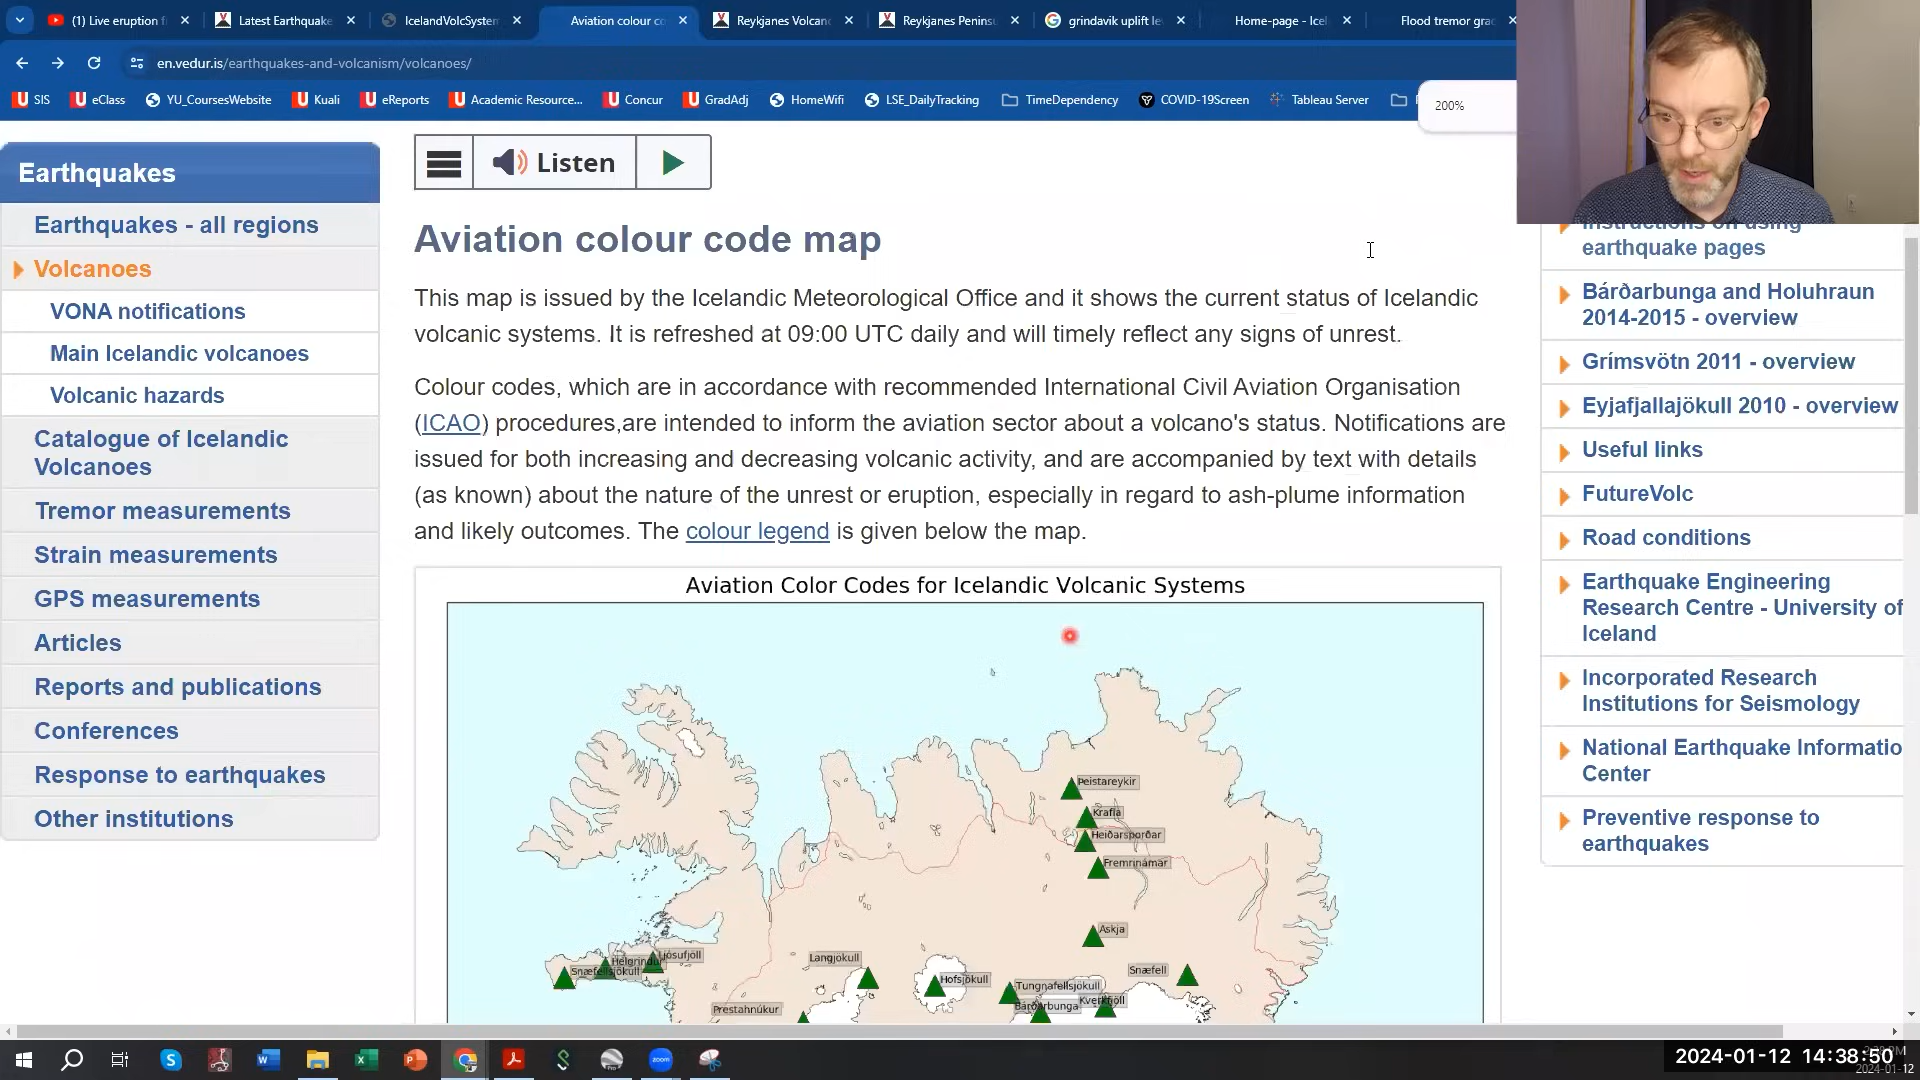 (1) Live eruption f
Latest Earthquake
IcelandVolcSystem
Aviation colour co
Reykjanes Volcan
Reykjanes Penins
grindavik uplift le
Home-page - Icel
Flood tremor gra
en.vedur.is/earthquakes-and-volcanism/volcanoes/
SIS
eClass
YU_CoursesWebsite
Kuali
eReports
Academic Resource...
Concur
GradAdj
HomeWifi
LSE_DailyTracking
TimeDependency
COVID-19Screen
Tableau Server
200%
Earthquakes
Earthquakes - all regions
Volcanoes
VONA notifications
Main Icelandic volcanoes
Volcanic hazards
Catalogue of Icelandic
Volcanoes
Tremor measurements
Strain measurements
GPS measurements
Articles
Reports and publications
Conferences
Response to earthquakes
Other institutions
Listen
Aviation colour code map
This map is issued by the Icelandic Meteorological Office and it shows the current status of Icelandic
volcanic systems. It is refreshed at 09:00 UTC daily and will timely reflect any signs of unrest.
Colour codes, which are in accordance with recommended International Civil Aviation Organisation
(ICAO) procedures,are intended to inform the aviation sector about a volcano's status. Notifications are
issued for both increasing and decreasing volcanic activity, and are accompanied by text with details
(as known) about the nature of the unrest or eruption, especially in regard to ash-plume information
and likely outcomes. The colour legend is given below the map.
Aviation Color Codes for Icelandic Volcanic Systems
Þeistareykir
Krafla
Heiðarsporðar
Fremrinámar
Askja
Ljósufjöll
Helgrindur
Snæfellsjökull
Langjökull
Hofsjökull
Tungnafellsjökull
Snæfell
Kverkfjöll
Bárðarbunga
Prestahnúkur
Instructions on using
earthquake pages
Bárðarbunga and Holuhraun
2014-2015 - overview
Grímsvötn 2011 - overview
Eyjafjallajökull 2010 - overview
Useful links
FutureVolc
Road conditions
Earthquake Engineering
Research Centre - University of
Iceland
Incorporated Research
Institutions for Seismology
National Earthquake Informatio
Center
Preventive response to
earthquakes
zoom
2024-01-12 14:38:50
2024-01-12